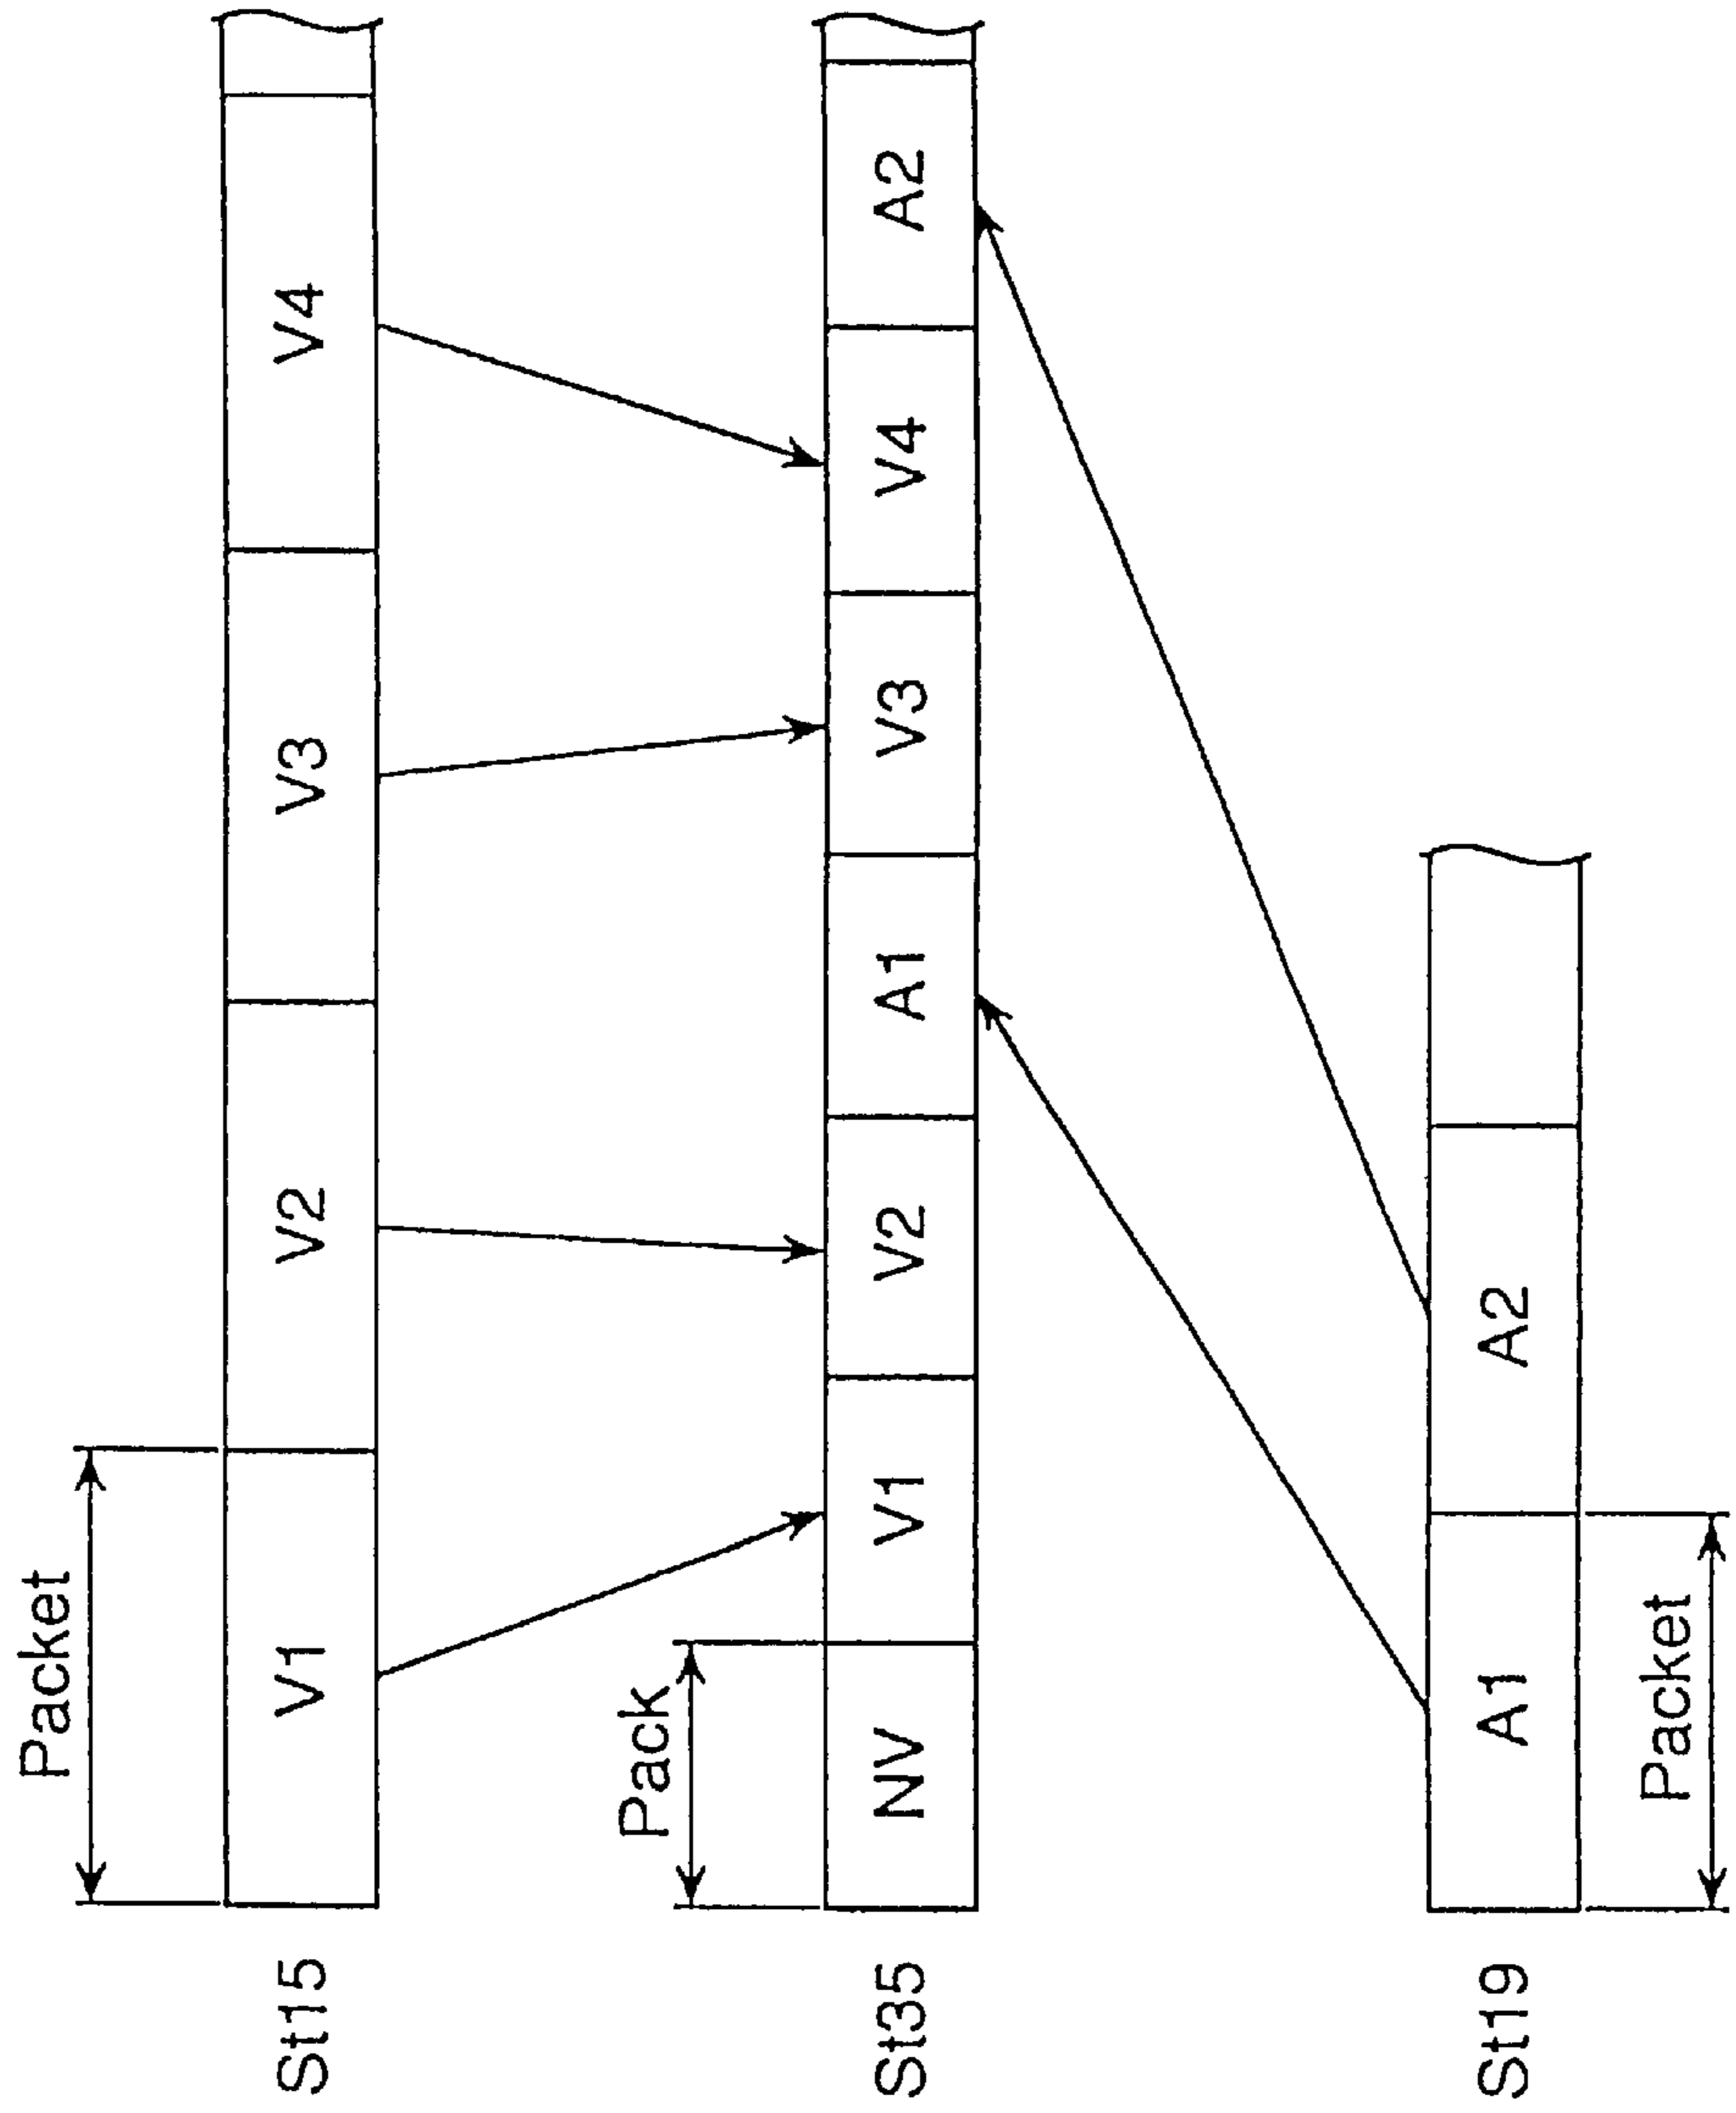 Packet
St15 V1 V2 V3 V4
Pack
St35 NV V1 V2 A1 V3 V4 A2
St19 A1 A2
Packet